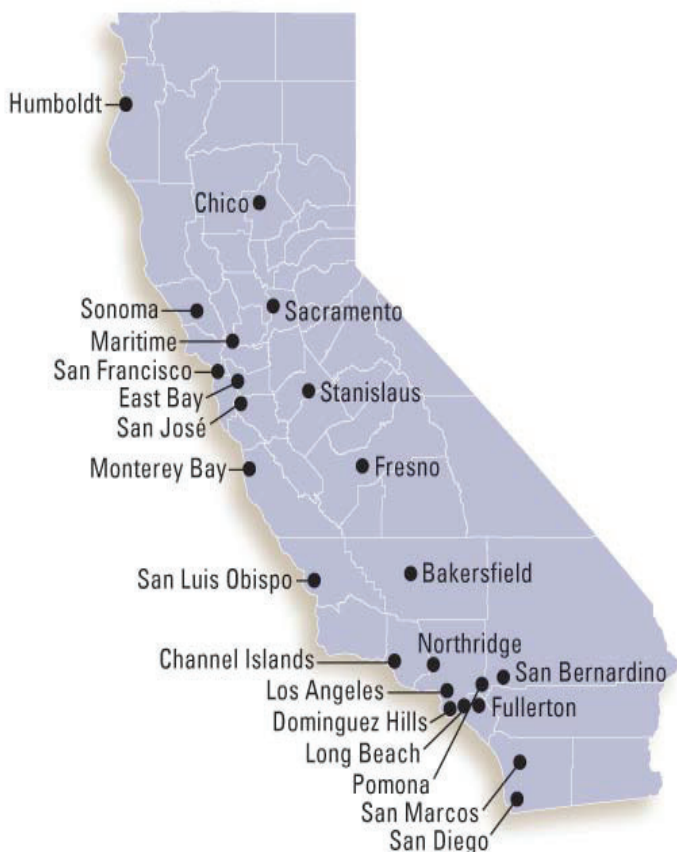 Humboldt
Chico
Sonoma
Sacramento
Maritime
San Francisco
East Bay
Stanislaus
San José
Monterey Bay
Fresno
San Luis Obispo
Bakersfield
Northridge
Channel Islands
San Bernardino
Los Angeles
Fullerton
Dominguez Hills
Long Beach
Pomona
San Marcos
San Diego